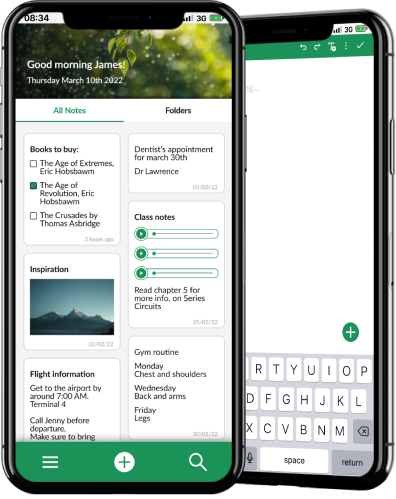 08:34
3G
Good morning James!
Thursday March 10th 2022
All Notes
Folders
Books to buy:
The Age of Extremes,
Eric Hobsbawm
The Age of
Revolution, Eric
Hobsbawm
The Crusades by
Thomas Asbridge
3 hours ago
Inspiration
02/02/22
Flight information
Get to the airport by
around 7:00 AM.
Terminal 4
Call Jenny before
departure.
Make sure to bring
Dentist's appointment
for march 30th
Dr Lawrence
05/03/22
Class notes
Read chapter 5 for
more info. on Series
Circuits
25/02/22
Gym routine
Monday
Chest and shoulders
Wednesday
Back and arms
Friday
Legs
30/01/22
3G
R T Y U I O P
D F G H J K L
X C V B N M
space
return